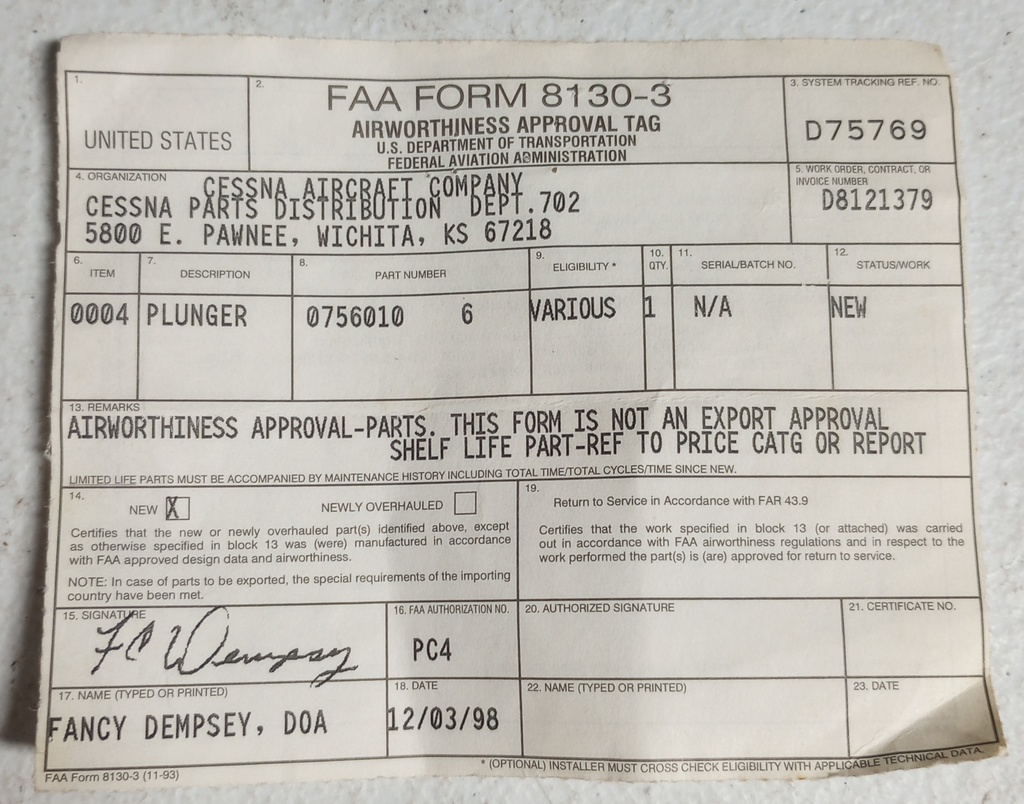 1.
UNITED STATES
2.
FAA FORM 8130-3
AIRWORTHINESS APPROVAL TAG
U.S. DEPARTMENT OF TRANSPORTATION
FEDERAL AVIATION ADMINISTRATION
3. SYSTEM TRACKING REF. NO.
D75769
4. ORGANIZATION
CESSNA AIRCRAFT COMPANY
CESSNA PARTS DISTRIBUTION DEPT.702
5800 E. PAWNEE, WICHITA, KS 67218
5. WORK ORDER, CONTRACT, OR
INVOICE NUMBER
D8121379
6. ITEM
7. DESCRIPTION
8. PART NUMBER
9. ELIGIBILITY *
10. QTY.
11. SERIAL/BATCH NO.
12. STATUS/WORK
0004 PLUNGER 0756010 6 VARIOUS 1 N/A NEW
13. REMARKS
AIRWORTHINESS APPROVAL-PARTS. THIS FORM IS NOT AN EXPORT APPROVAL
SHELF LIFE PART-REF TO PRICE CATG OR REPORT
LIMITED LIFE PARTS MUST BE ACCOMPANIED BY MAINTENANCE HISTORY INCLUDING TOTAL TIME/TOTAL CYCLES/TIME SINCE NEW.
14.
NEW X NEWLY OVERHAULED
Certifies that the new or newly overhauled part(s) identified above, except
as otherwise specified in block 13 was (were) manufactured in accordance
with FAA approved design data and airworthiness.
NOTE: In case of parts to be exported, the special requirements of the importing
country have been met.
19.
Return to Service in Accordance with FAR 43.9
Certifies that the work specified in block 13 (or attached) was carried
out in accordance with FAA airworthiness regulations and in respect to the
work performed the part(s) is (are) approved for return to service.
15. SIGNATURE
FC Dempsey
16. FAA AUTHORIZATION NO.
PC4
20. AUTHORIZED SIGNATURE
21. CERTIFICATE NO.
17. NAME (TYPED OR PRINTED)
FANCY DEMPSEY, DOA
18. DATE
12/03/98
22. NAME (TYPED OR PRINTED)
23. DATE
FAA Form 8130-3 (11-93)
* (OPTIONAL) INSTALLER MUST CROSS CHECK ELIGIBILITY WITH APPLICABLE TECHNICAL DATA.